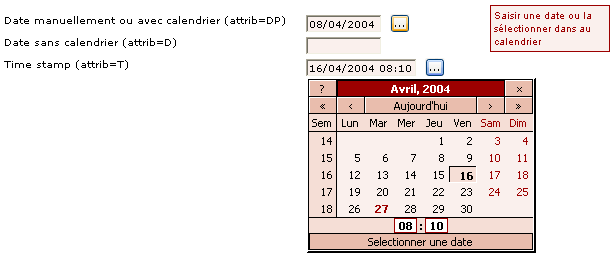 Date manuellement ou avec calendrier (attrib=DP) 08/04/2004 ...
Saisir une date ou la
sélectionner dans au
calendrier
Date sans calendrier (attrib=D)
Time stamp (attrib=T) 16/04/2004 08:10 ...
? Avril, 2004 ×
« ‹ Aujourd'hui › »
Sem Lun Mar Mer Jeu Ven Sam Dim
14 1 2 3 4
15 5 6 7 8 9 10 11
16 12 13 14 15 16 17 18
17 19 20 21 22 23 24 25
18 26 27 28 29 30
08 : 10
Selectionner une date